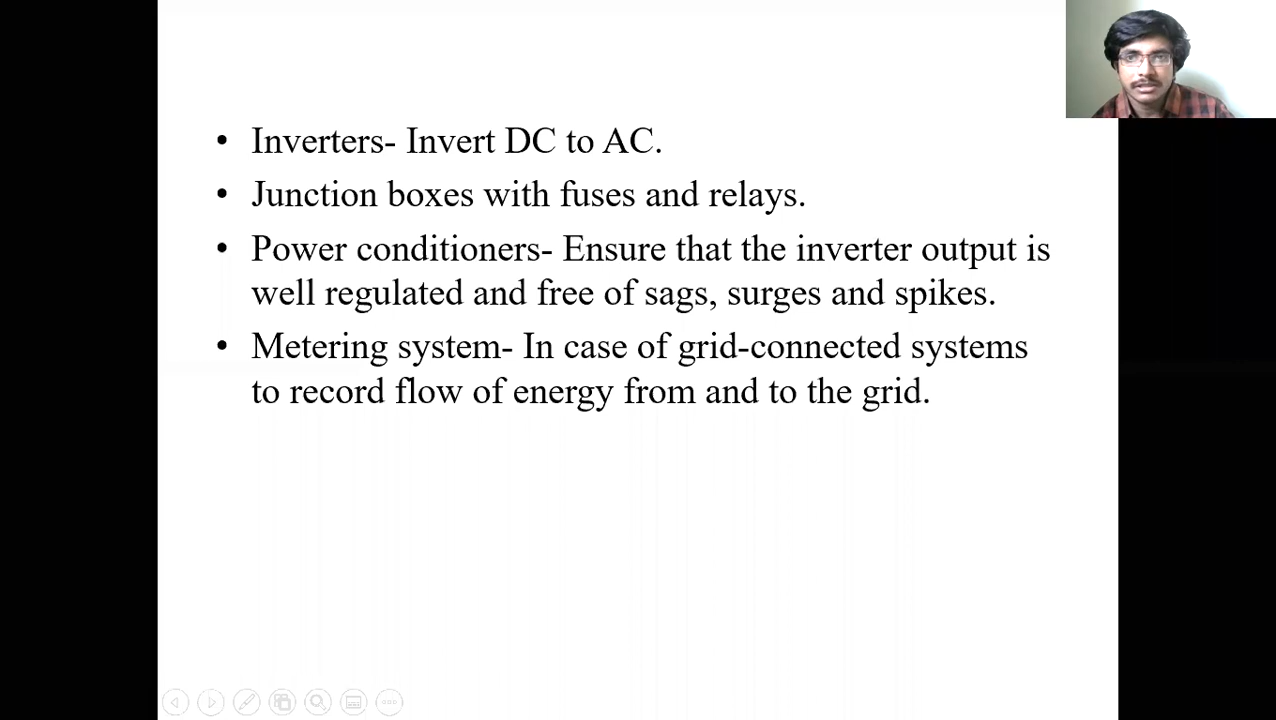 • Inverters- Invert DC to AC.
• Junction boxes with fuses and relays.
• Power conditioners- Ensure that the inverter output is
well regulated and free of sags, surges and spikes.
• Metering system- In case of grid-connected systems
to record flow of energy from and to the grid.